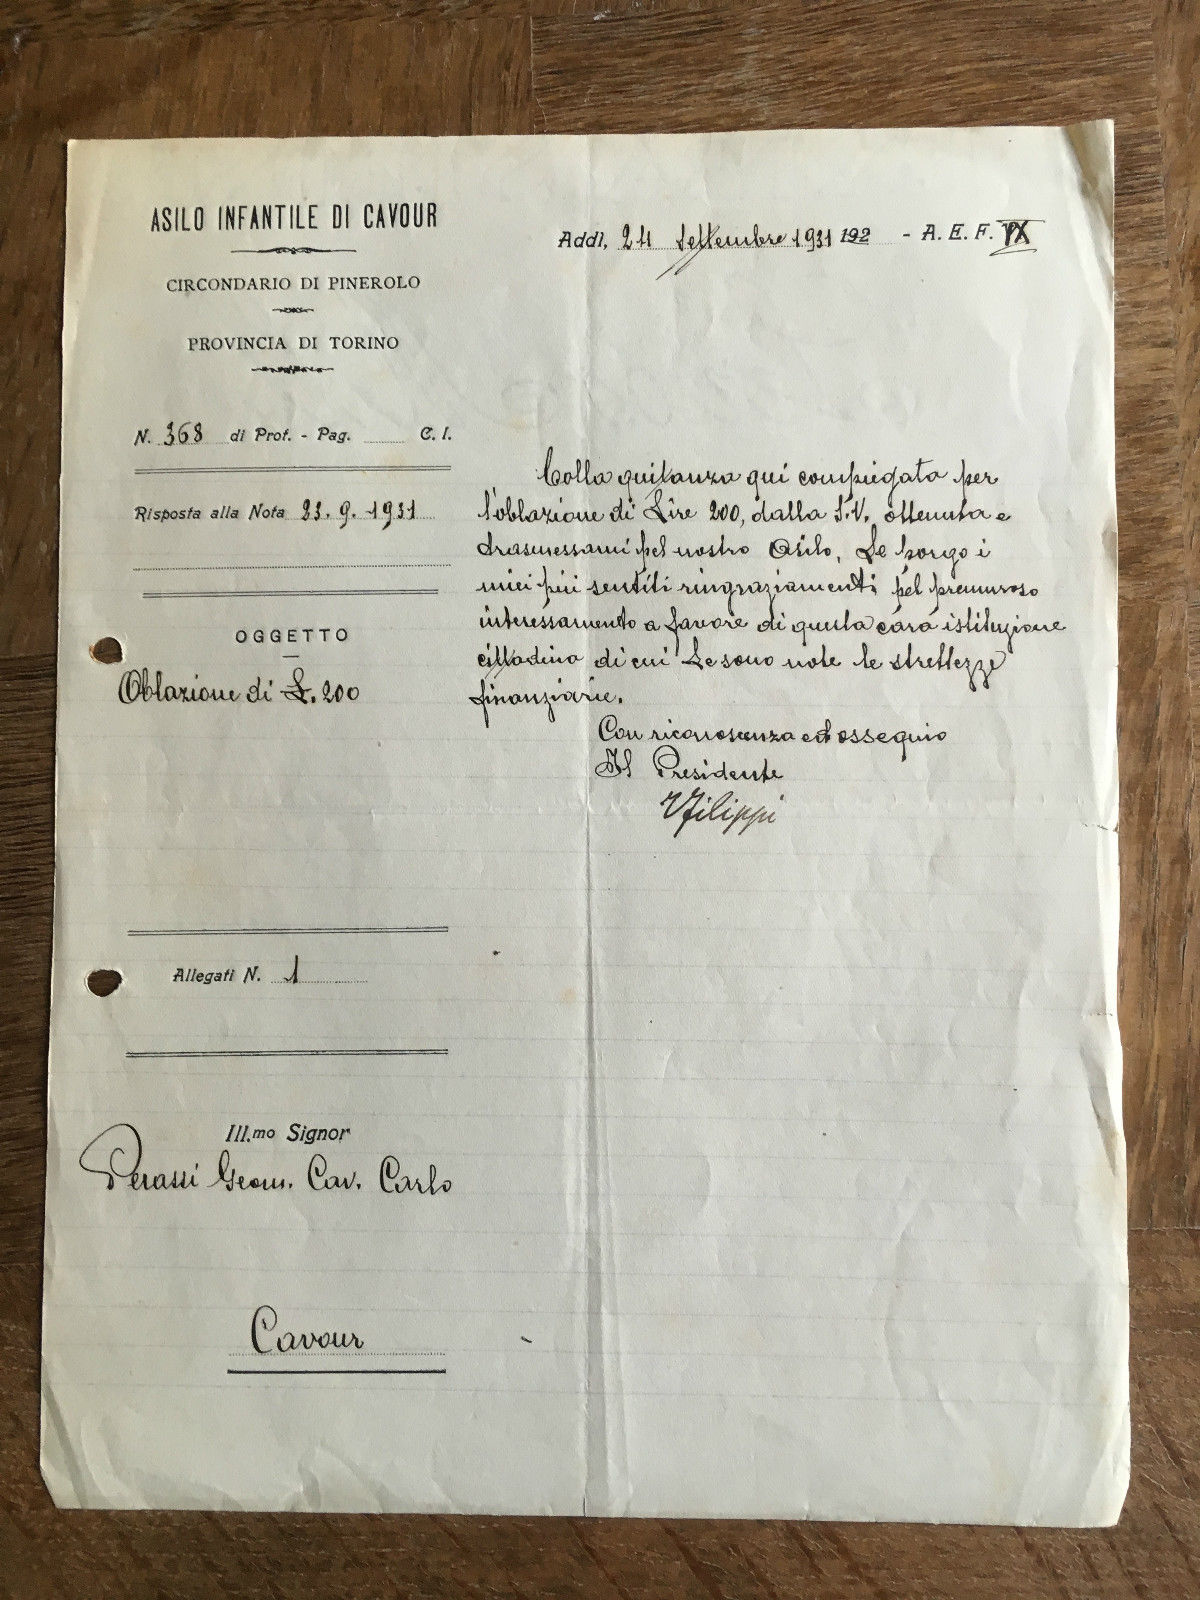 ASILO INFANTILE DI CAVOUR
CIRCONDARIO DI PINEROLO
PROVINCIA DI TORINO
Addì, 24 Settembre 1931 192 - A. E. F. IX
N. 368 di Prot. - Pag. C. I.
Risposta alla Nota 23.9.1931
OGGETTO
Oblazione di L. 200
Colla quitanza qui compiegata per
l'oblazione di Lire 200, dalla S.V. ottenuta e
trasmessami pel nostro Asilo, Le porgo i
miei più sentiti ringraziamenti pel premuroso
interessamento a favore di questa cara istituzione
cittadina di cui Le sono note le strettezze
finanziarie.
Con riconoscenza ed ossequio
Il Presidente
VFilippi
Allegati N. 1
Ill.mo Signor
Perassi Geom. Cav. Carlo
Cavour